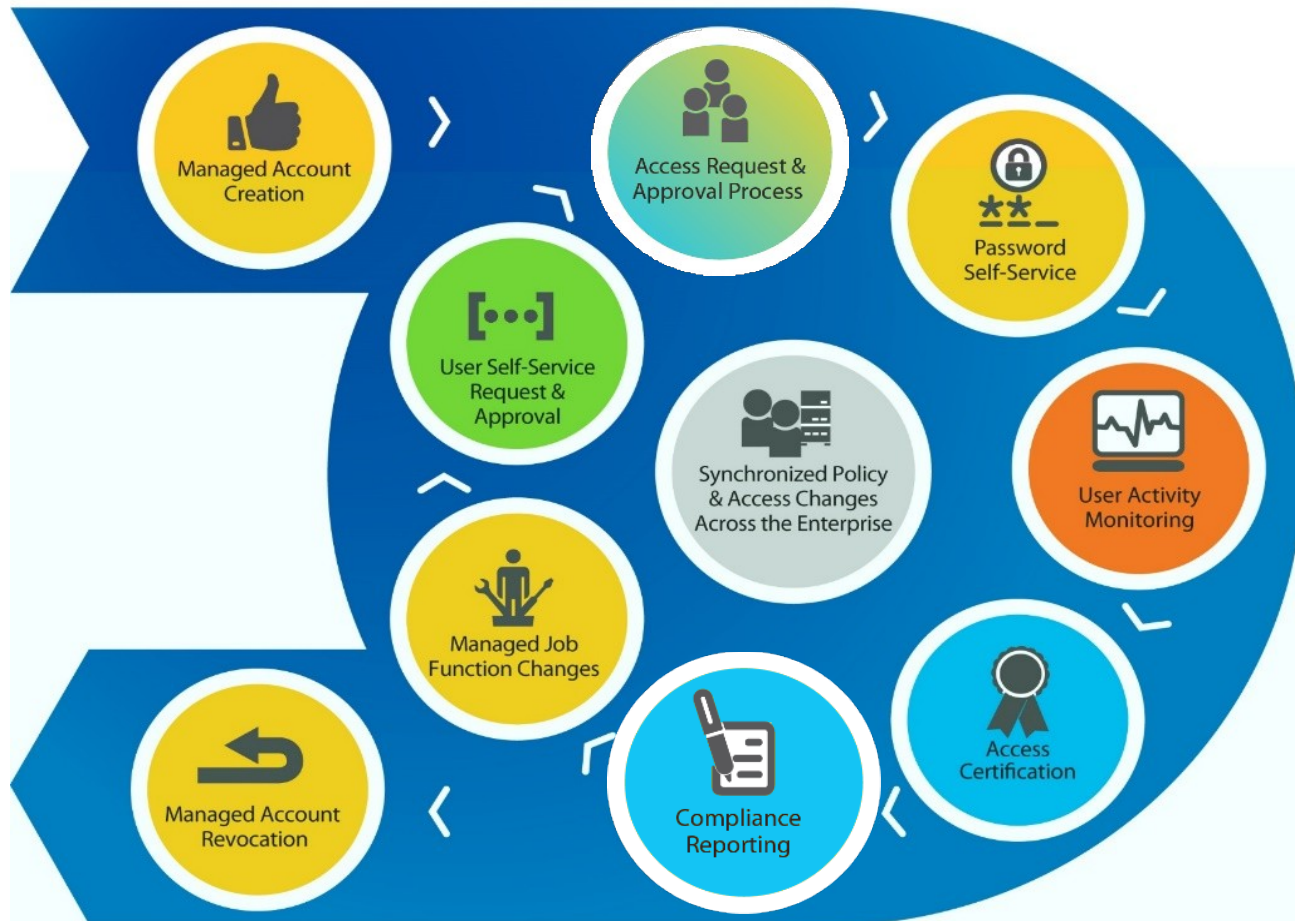 Managed Account
Creation
Access Request &
Approval Process
**_
Password
Self-Service
User Self-Service
Request &
Approval
[...]
Synchronized Policy
& Access Changes
Across the Enterprise
User Activity
Monitoring
Managed Job
Function Changes
Access
Certification
Compliance
Reporting
Managed Account
Revocation